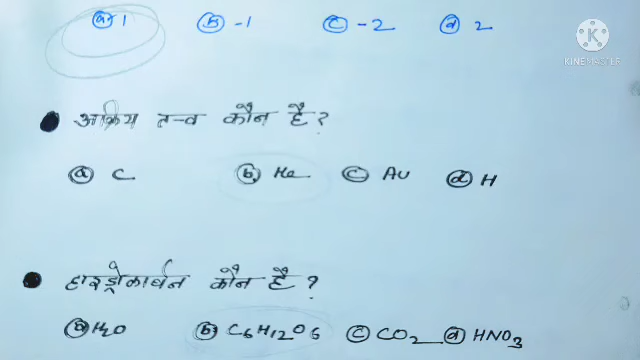 (a) 1 (B) -1 (C) -2 (d) 2
K
KINEMASTER
● अक्रिय तत्व कौन है?
(a) C (b) He (C) Au (d) H
● हाइड्रोकार्बन कौन है?
(a) H2O (b) C6H12O6 (C) CO2 (d) HNO3